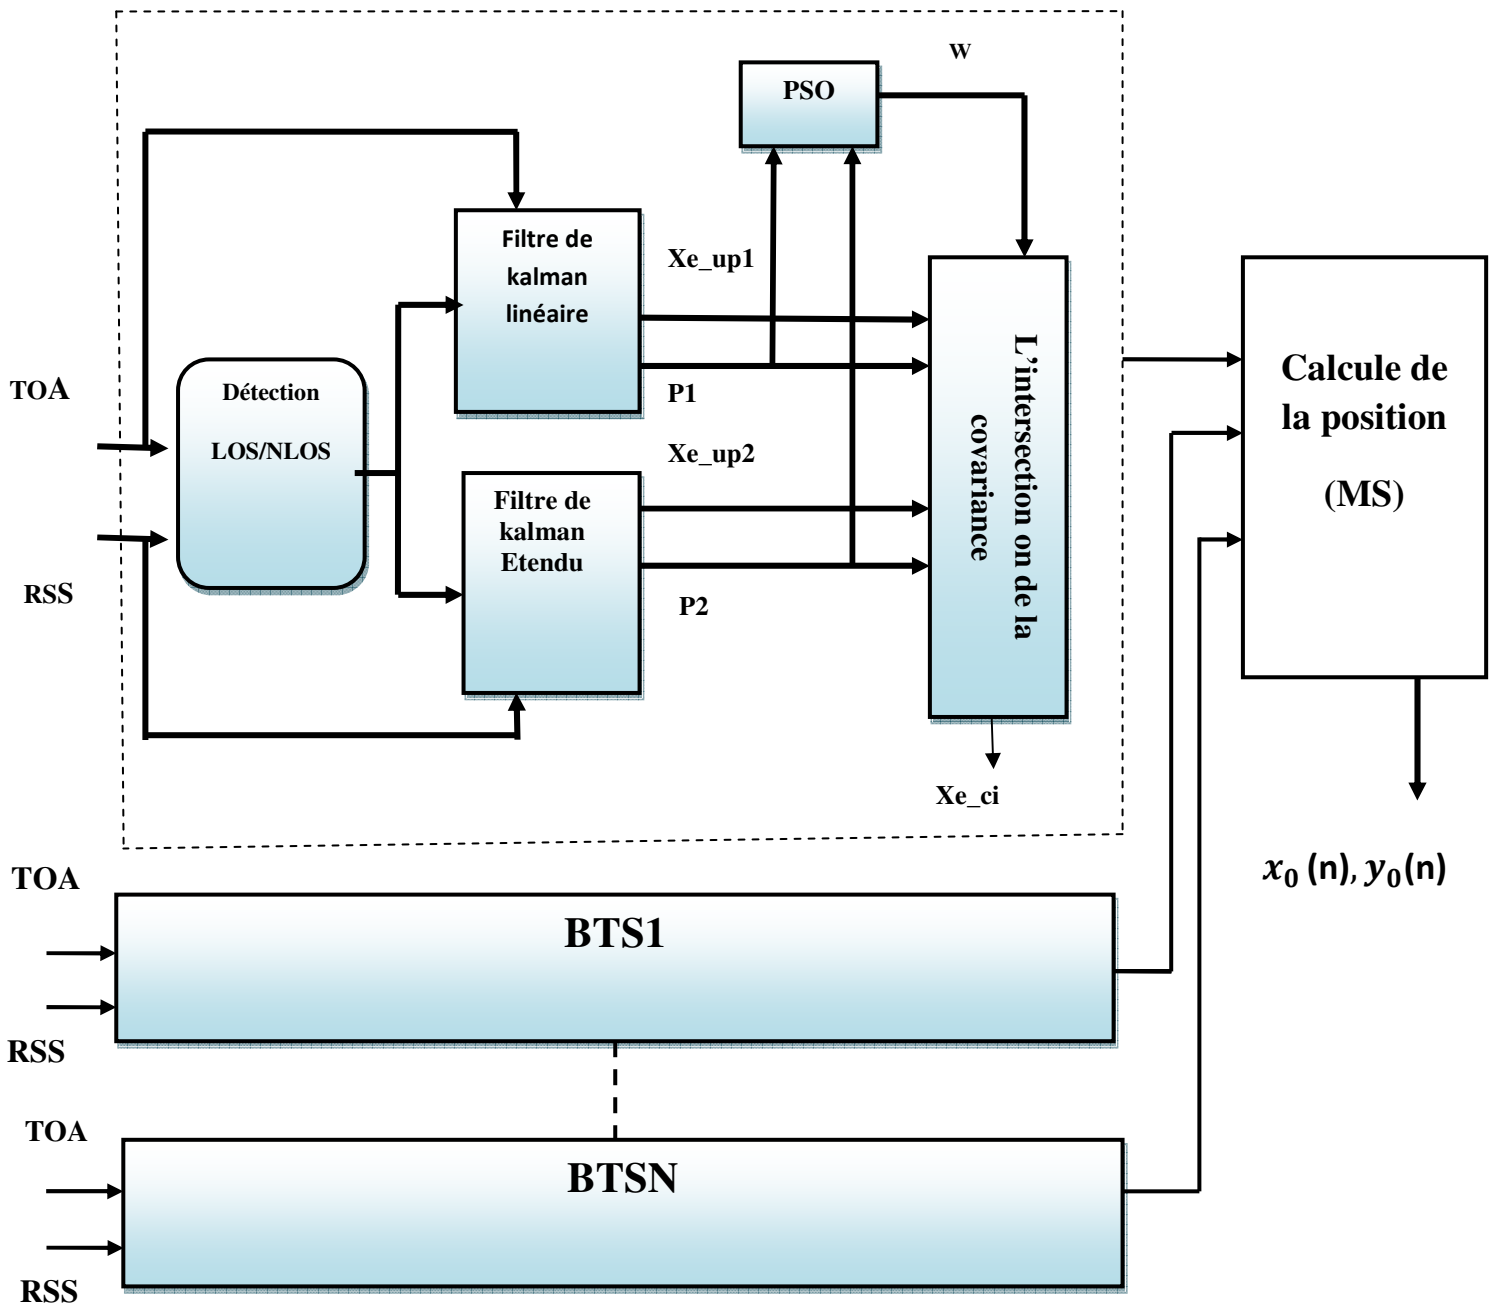 W
PSO
Filtre de
kalman
linéaire
Xe_up1
TOA
Détection
LOS/NLOS
P1
Xe_up2
RSS
Filtre de
kalman
Etendu
P2
L’intersection on de la
covariance
Xe_ci
Calcule de
la position
(MS)
x₀ (n), y₀(n)
TOA
BTS1
RSS
TOA
BTSN
RSS